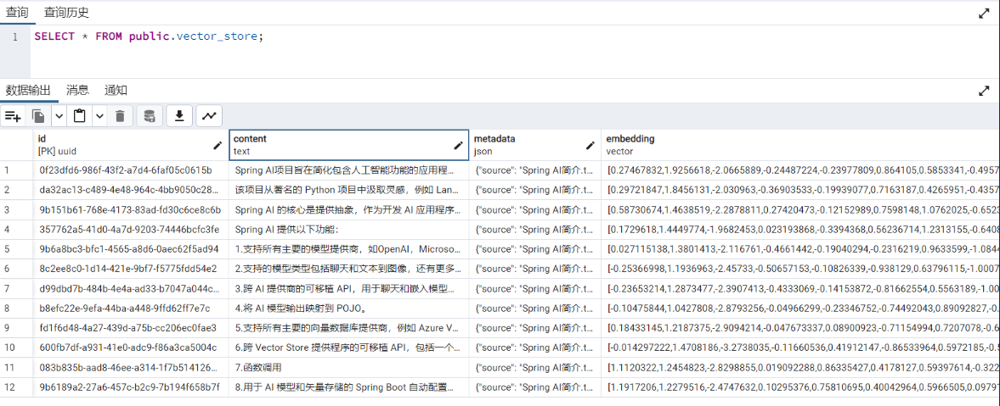 查询 查询历史
1 SELECT * FROM public.vector_store;
数据输出 消息 通知
id content metadata embedding
[PK] uuid text json vector
1 0f23dfd6-986f-43f2-a7d4-6faf05c0615b Spring AI项目旨在简化包含人工智能功能的应用程... {"source": "Spring AI简介.t... [0.27467832,1.9256618,-2.0665889,-0.24487224,-0.23977809,0.864105,0.5853341,-0.4957
2 da32ac13-c489-4e48-964c-4bb9050c28... 该项目从著名的 Python 项目中汲取灵感，例如 Lan... {"source": "Spring AI简介.t... [0.29721847,1.8456131,-2.030963,-0.36903533,-0.19939077,0.7163187,0.4265951,-0.4357
3 9b151b61-768e-4173-83ad-fd30c6ce8c6b Spring AI 的核心是提供抽象，作为开发 AI 应用程序... {"source": "Spring AI简介.t... [0.58730674,1.4638519,-2.2878811,0.27420473,-0.12152989,0.7598148,1.0762025,-0.6523
4 357762a5-41d0-4a7d-9203-74446bcfc3fe Spring AI 提供以下功能： {"source": "Spring AI简介.t... [0.1729618,1.4449774,-1.9682453,0.023193868,-0.3394368,0.56236714,1.2313155,-0.6408
5 9b6a8bc3-bfc1-4565-a8d6-0aec62f5ad94 1.支持所有主要的模型提供商，如OpenAI，Microso... {"source": "Spring AI简介.t... [0.027115138,1.3801413,-2.116761,-0.4661442,-0.19040294,-0.2316219,0.9633599,-1.0844
6 8c2ee8c0-1d14-421e-9bf7-f5775fdd54e2 2.支持的模型类型包括聊天和文本到图像，还有更多... {"source": "Spring AI简介.t... [-0.25366998,1.1936963,-2.45733,-0.50657153,-0.10826339,-0.938129,0.63796115,-1.0007
7 d99dbd7b-484b-4e4a-ad33-b7047a044c... 3.跨 AI 提供商的可移植 API，用于聊天和嵌入模型... {"source": "Spring AI简介.t... [-0.23653214,1.2873477,-2.3907413,-0.4333069,-0.14153872,-0.81662554,0.5563189,-1.00
8 b8efc22e-9efa-44ba-a448-9ffd62ff7e7c 4.将 AI 模型输出映射到 POJO。 {"source": "Spring AI简介.t... [-0.10475844,1.0427808,-2.8793256,-0.04966299,-0.23346752,-0.74492043,0.89092827,-0.
9 fd1f6d48-4a27-439d-a75b-cc206ec0fae3 5.支持所有主要的向量数据库提供商，例如 Azure V... {"source": "Spring AI简介.t... [0.18433145,1.2187375,-2.9094214,-0.047673337,0.08900923,-0.71154994,0.7207078,-0.6
10 600fb7df-a931-41e0-adc9-f86a3ca5004c 6.跨 Vector Store 提供程序的可移植 API，包括一个... {"source": "Spring AI简介.t... [-0.014297222,1.4708186,-3.2738035,-0.11660536,0.41912147,-0.86533964,0.5972185,-0.5
11 083b835b-aad8-46ee-a314-1f7b514126... 7.函数调用 {"source": "Spring AI简介.t... [1.1120322,1.2454823,-2.8298855,0.019092288,0.86335427,0.4178127,0.59397614,-0.322
12 9b6189a2-27a6-457c-b2c9-7b194f658b7f 8.用于 AI 模型和矢量存储的 Spring Boot 自动配置... {"source": "Spring AI简介.t... [1.1917206,1.2279516,-2.4747632,0.10295376,0.75810695,0.40042964,0.5966505,0.0979